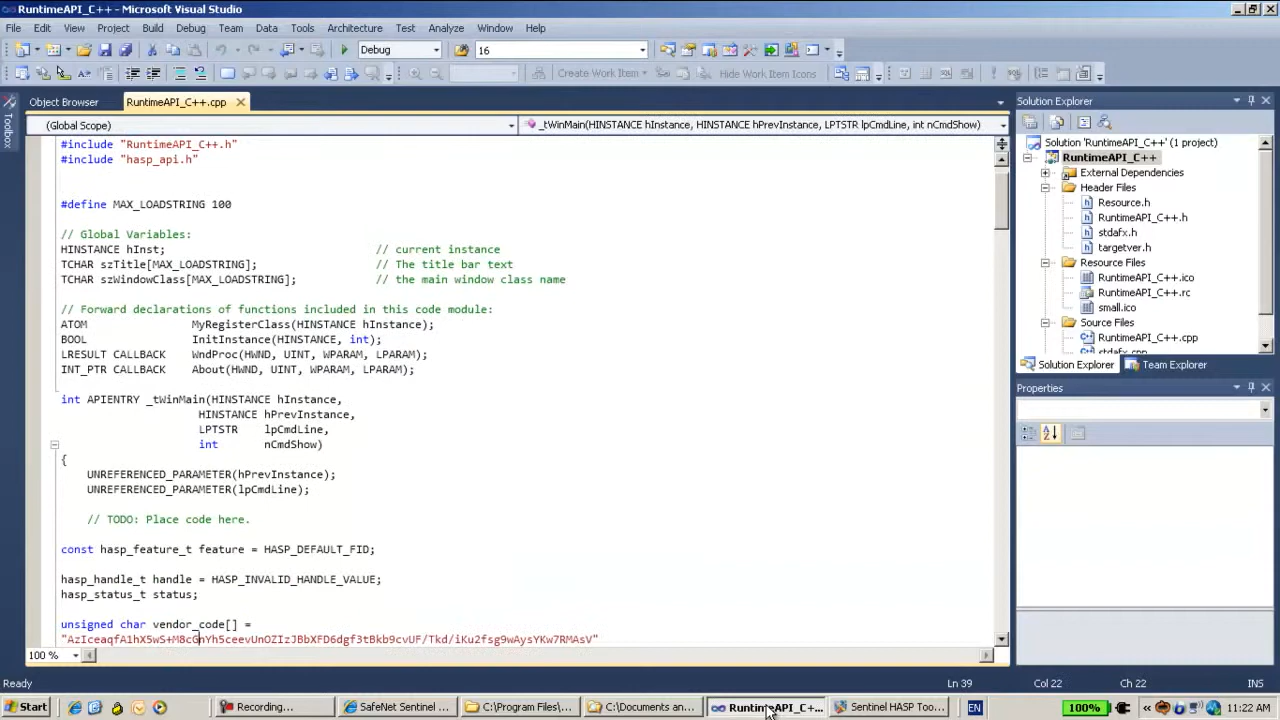 RuntimeAPI_C++ - Microsoft Visual Studio
File Edit View Project Build Debug Team Data Tools Architecture Test Analyze Window Help
Debug 16
Create Work Item Hide Work Item Icons
Toolbox
Object Browser RuntimeAPI_C++.cpp
(Global Scope) _tWinMain(HINSTANCE hInstance, HINSTANCE hPrevInstance, LPTSTR lpCmdLine, int nCmdShow)
#include "RuntimeAPI_C++.h"
#include "hasp_api.h"
#define MAX_LOADSTRING 100
// Global Variables:
HINSTANCE hInst; // current instance
TCHAR szTitle[MAX_LOADSTRING]; // The title bar text
TCHAR szWindowClass[MAX_LOADSTRING]; // the main window class name
// Forward declarations of functions included in this code module:
ATOM MyRegisterClass(HINSTANCE hInstance);
BOOL InitInstance(HINSTANCE, int);
LRESULT CALLBACK WndProc(HWND, UINT, WPARAM, LPARAM);
INT_PTR CALLBACK About(HWND, UINT, WPARAM, LPARAM);
int APIENTRY _tWinMain(HINSTANCE hInstance,
HINSTANCE hPrevInstance,
LPTSTR lpCmdLine,
int nCmdShow)
{
UNREFERENCED_PARAMETER(hPrevInstance);
UNREFERENCED_PARAMETER(lpCmdLine);
// TODO: Place code here.
const hasp_feature_t feature = HASP_DEFAULT_FID;
hasp_handle_t handle = HASP_INVALID_HANDLE_VALUE;
hasp_status_t status;
unsigned char vendor_code[] =
"AzIceaqfA1hX5wS+M8cGnYh5ceevUnOZIzJBbXFD6dgf3tBkb9cvUF/Tkd/iKu2fsg9wAysYKw7RMAsV"
100 %
Solution Explorer
Solution 'RuntimeAPI_C++' (1 project)
RuntimeAPI_C++
External Dependencies
Header Files
Resource.h
RuntimeAPI_C++.h
stdafx.h
targetver.h
Resource Files
RuntimeAPI_C++.ico
RuntimeAPI_C++.rc
small.ico
Source Files
RuntimeAPI_C++.cpp
stdafx.cpp
Solution Explorer Team Explorer
Properties
Ready Ln 39 Col 22 Ch 22 INS
Start Recording... SafeNet Sentinel ... C:\Program Files\... C:\Documents an... RuntimeAPI_C+... Sentinel HASP Too... EN 100% 11:22 AM